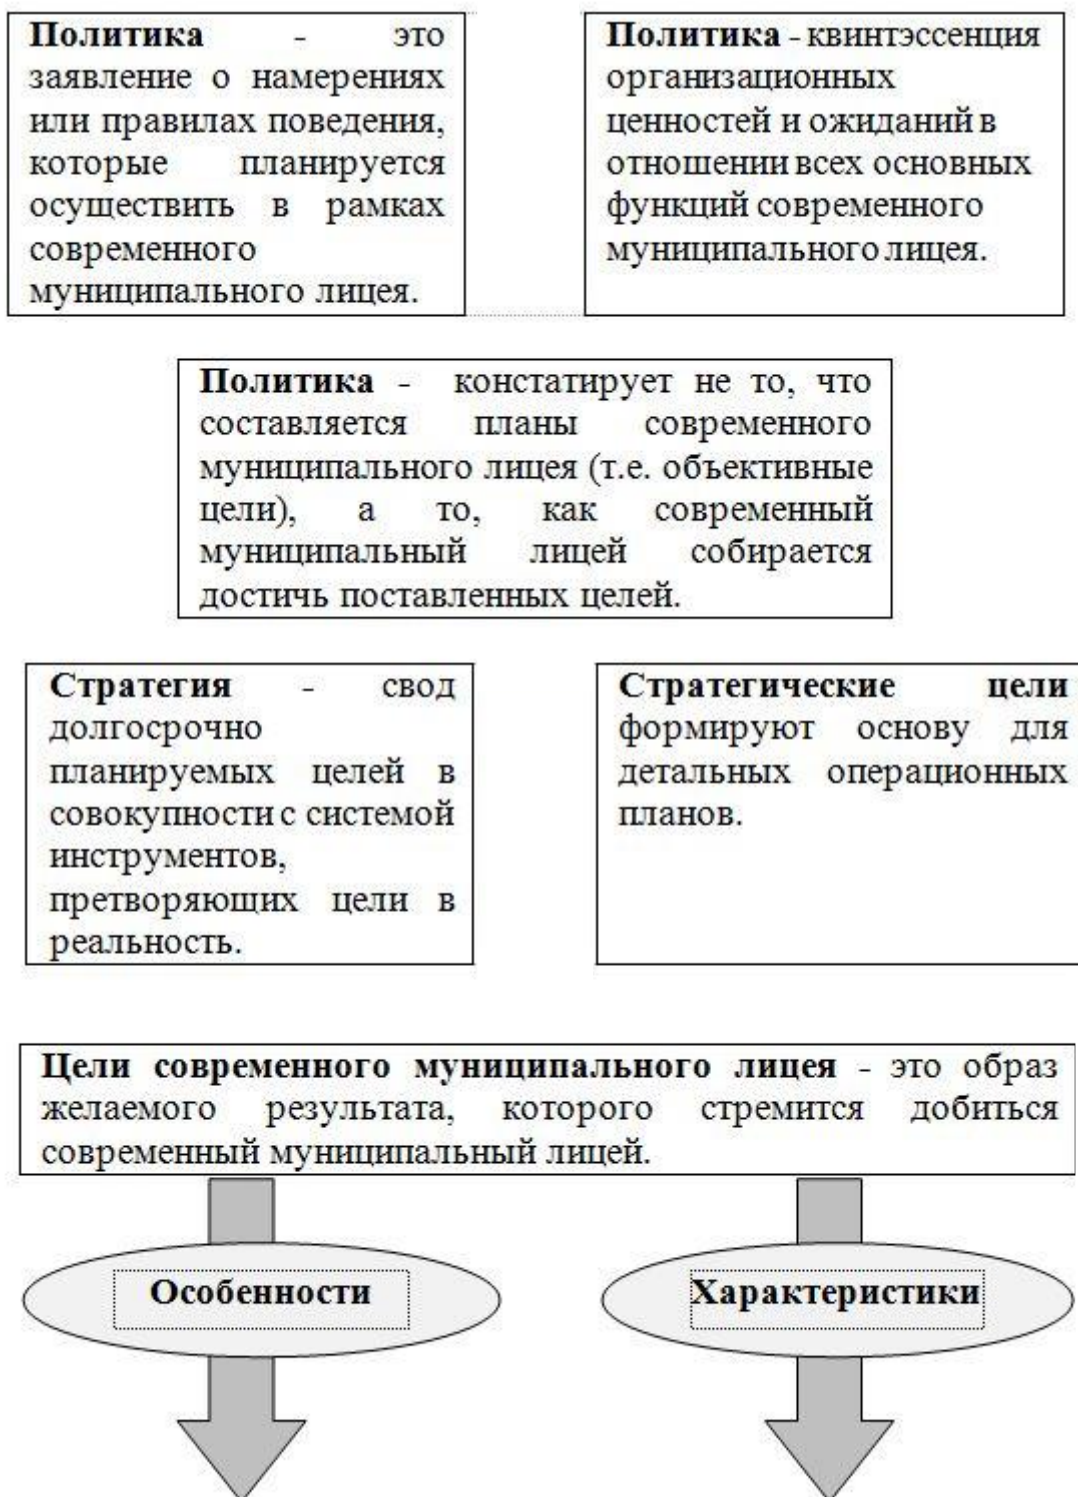 Политика - это
заявление о намерениях
или правилах поведения,
которые планируется
осуществить в рамках
современного
муниципального лицея.
Политика - квинтэссенция
организационных
ценностей и ожиданий в
отношении всех основных
функций современного
муниципального лицея.
Политика - констатирует не то, что
составляется планы современного
муниципального лицея (т.е. объективные
цели), а то, как современный
муниципальный лицей собирается
достичь поставленных целей.
Стратегия - свод
долгосрочно
планируемых целей в
совокупности с системой
инструментов,
претворяющих цели в
реальность.
Стратегические цели
формируют основу для
детальных операционных
планов.
Цели современного муниципального лицея - это образ
желаемого результата, которого стремится добиться
современный муниципальный лицей.
Особенности
Характеристики